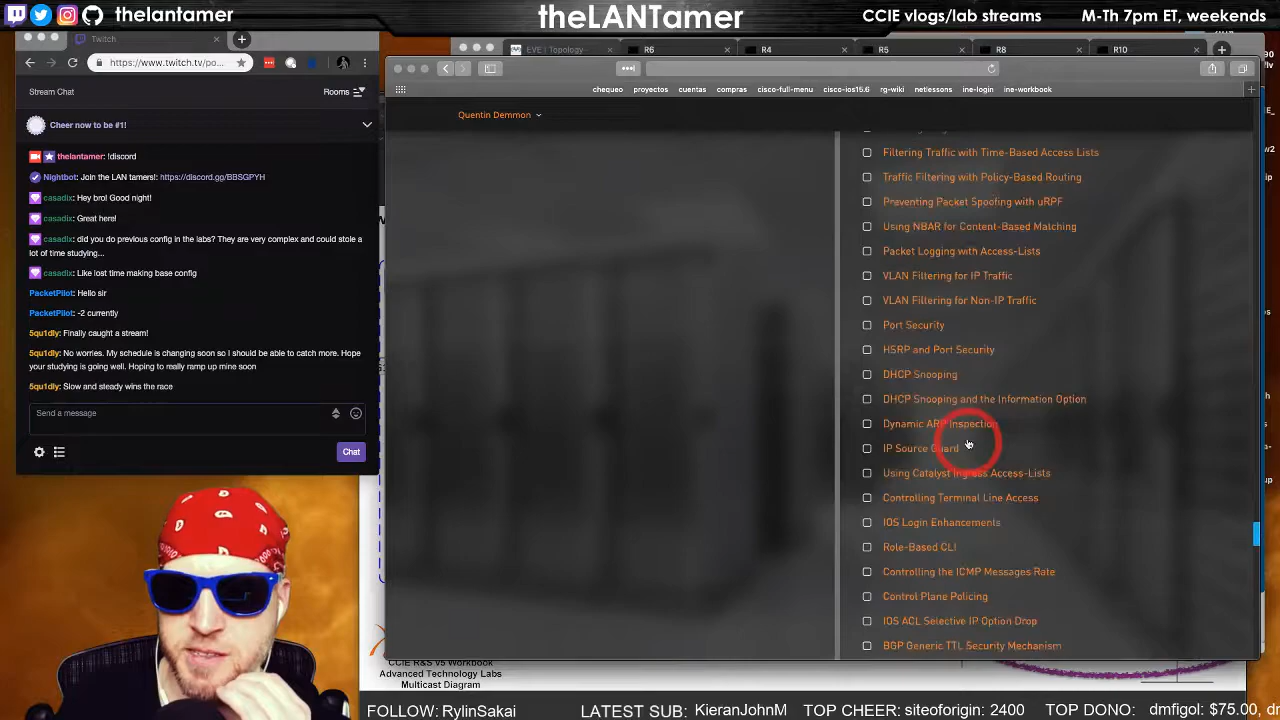 thelantamer
theLANTamer
CCIE vlogs/lab streams
M-Th 7pm ET, weekends
Twitch
https://www.twitch.tv/po...
Stream Chat
Rooms
Cheer now to be #1!
thelantamer: !discord
Nightbot: Join the LAN tamers!: https://discord.gg/BBSGPYH
casadix: Hey bro! Good night!
casadix: Great here!
casadix: did you do previous config in the labs? They are very complex and could stole a
lot of time studying...
casadix: Like lost time making base config
PacketPilot: Hello sir
PacketPilot: -2 currently
5qu1dly: Finally caught a stream!
5qu1dly: No worries. My schedule is changing soon so I should be able to catch more. Hope
your studying is going well. Hoping to really ramp up mine soon
5qu1dly: Slow and steady wins the race
Send a message
Chat
EVE | Topology
R6
R4
R5
R8
R10
chequeo
proyectos
cuentas
compras
cisco-full-menu
cisco-ios15.6
rg-wiki
netlessons
ine-login
ine-workbook
Quentin Demmon
Filtering Traffic with Time-Based Access Lists
Traffic Filtering with Policy-Based Routing
Preventing Packet Spoofing with uRPF
Using NBAR for Content-Based Matching
Packet Logging with Access-Lists
VLAN Filtering for IP Traffic
VLAN Filtering for Non-IP Traffic
Port Security
HSRP and Port Security
DHCP Snooping
DHCP Snooping and the Information Option
Dynamic ARP Inspection
IP Source Guard
Using Catalyst Ingress Access-Lists
Controlling Terminal Line Access
IOS Login Enhancements
Role-Based CLI
Controlling the ICMP Messages Rate
Control Plane Policing
IOS ACL Selective IP Option Drop
BGP Generic TTL Security Mechanism
CCIE R&S V5 Workbook
Advanced Technology Labs
Multicast Diagram
FOLLOW: RylinSakai
LATEST SUB: KieranJohnM
TOP CHEER: siteoforigin: 2400
TOP DONO: dmfigol: $75.00, dr